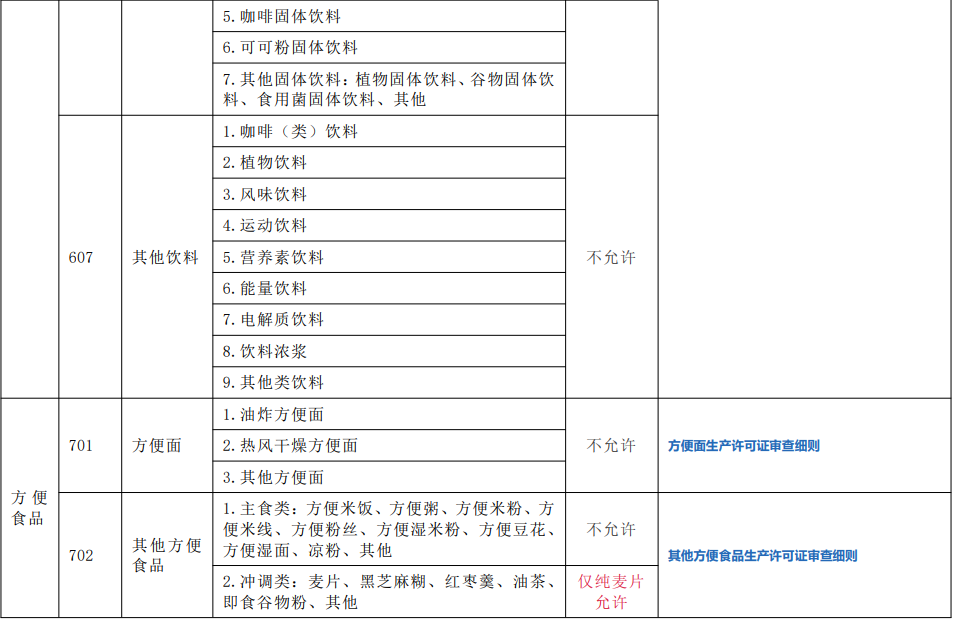 5.咖啡固体饮料
6.可可粉固体饮料
7.其他固体饮料：植物固体饮料、谷物固体饮
料、食用菌固体饮料、其他
607
其他饮料
1.咖啡（类）饮料
2.植物饮料
3.风味饮料
4.运动饮料
5.营养素饮料
6.能量饮料
7.电解质饮料
8.饮料浓浆
9.其他类饮料
不允许
方便
食品
701
方便面
1.油炸方便面
2.热风干燥方便面
3.其他方便面
不允许
方便面生产许可证审查细则
702
其他方便
食品
1.主食类：方便米饭、方便粥、方便米粉、方
便米线、方便粉丝、方便湿米粉、方便豆花、
方便湿面、凉粉、其他
不允许
2.冲调类：麦片、黑芝麻糊、红枣羹、油茶、
即食谷物粉、其他
仅纯麦片
允许
其他方便食品生产许可证审查细则